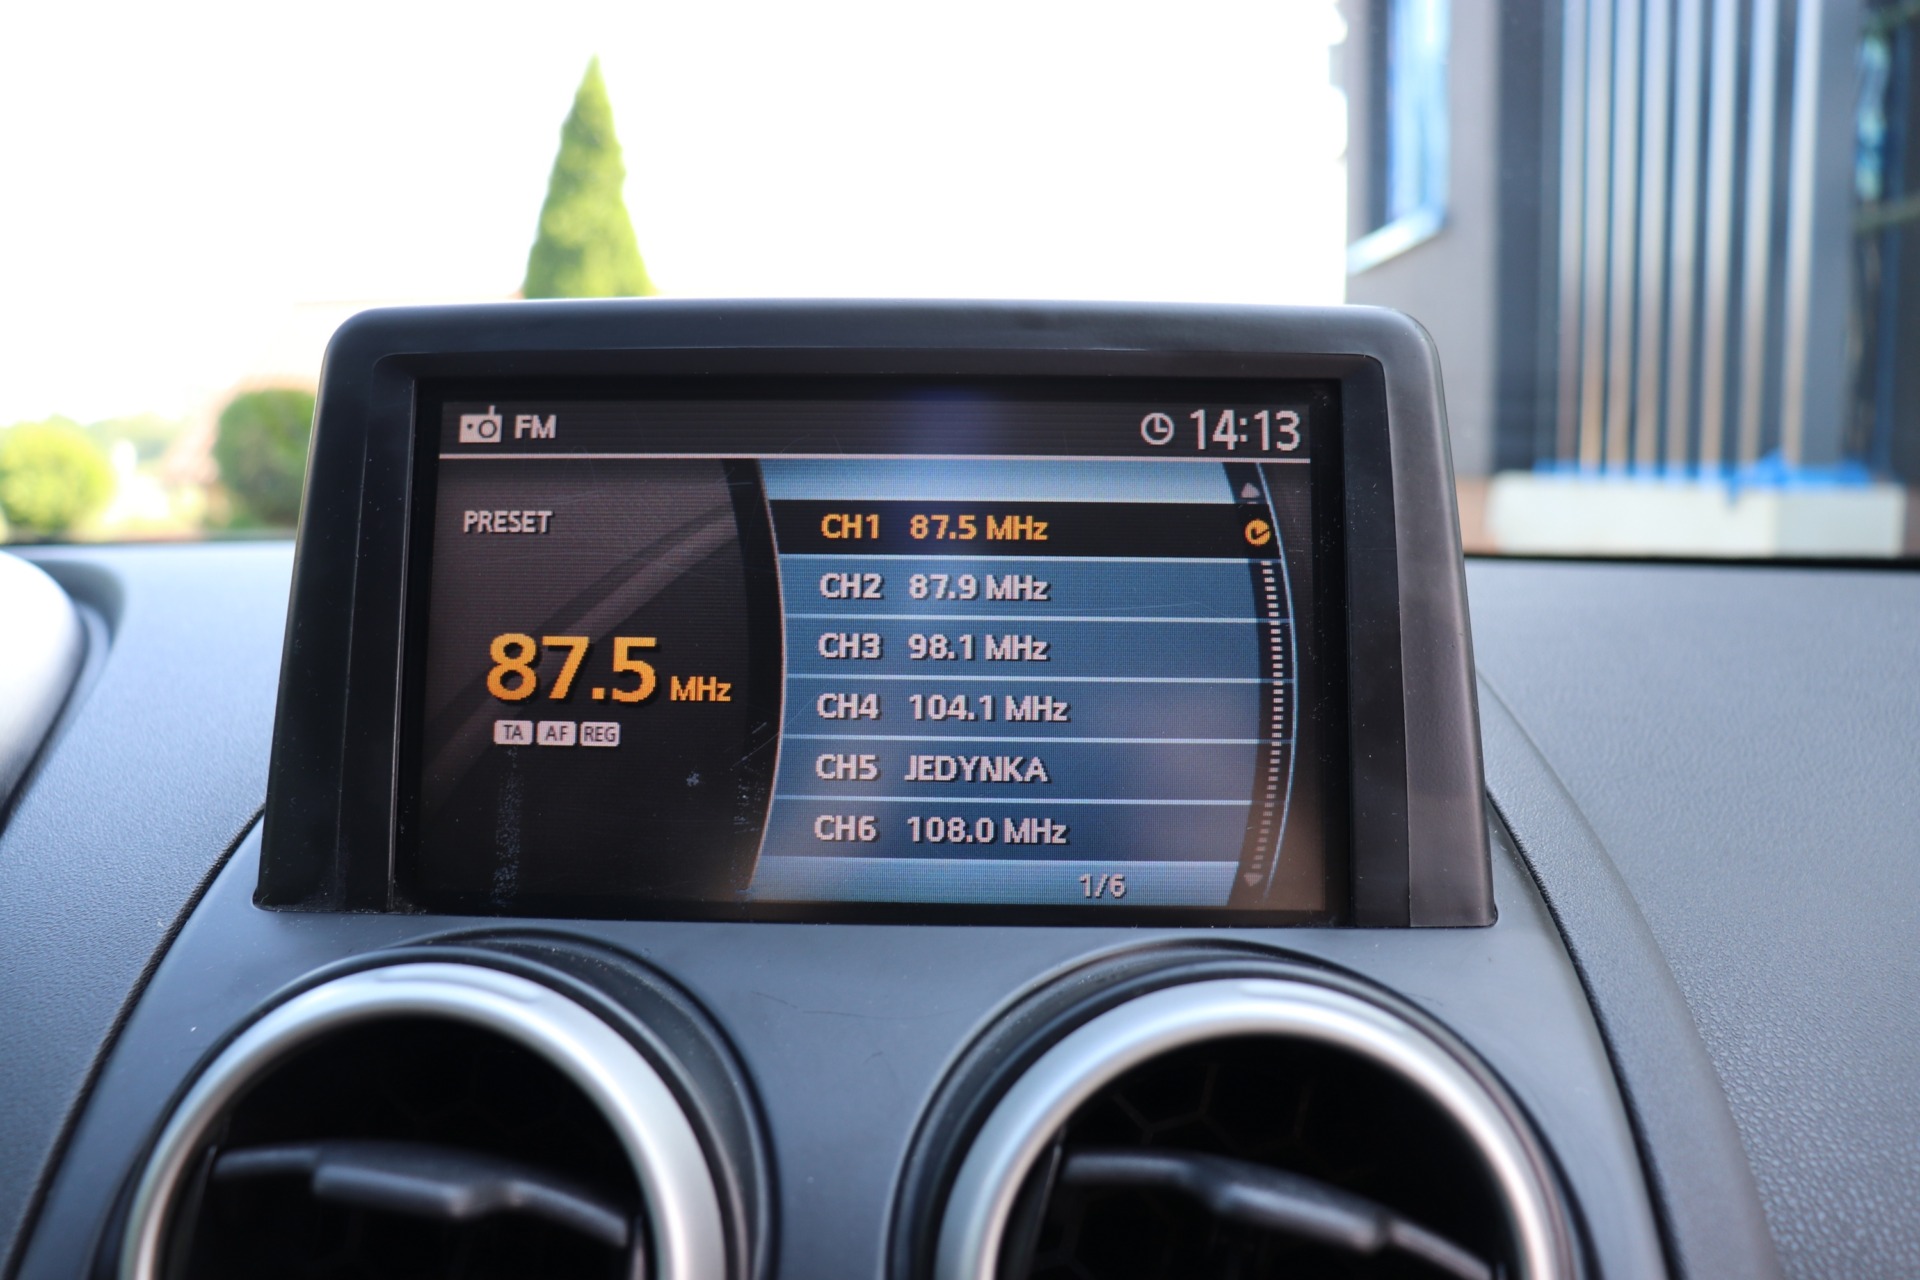 FM 14:13
PRESET
87.5 MHz
TA AF REG
CH1 87.5 MHz
CH2 87.9 MHz
CH3 98.1 MHz
CH4 104.1 MHz
CH5 JEDYNKA
CH6 108.0 MHz
1/6